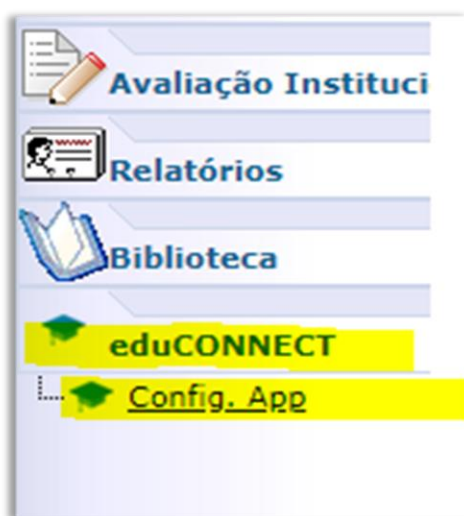 Avaliação Instituci
Relatórios
Biblioteca
eduCONNECT
Config. App